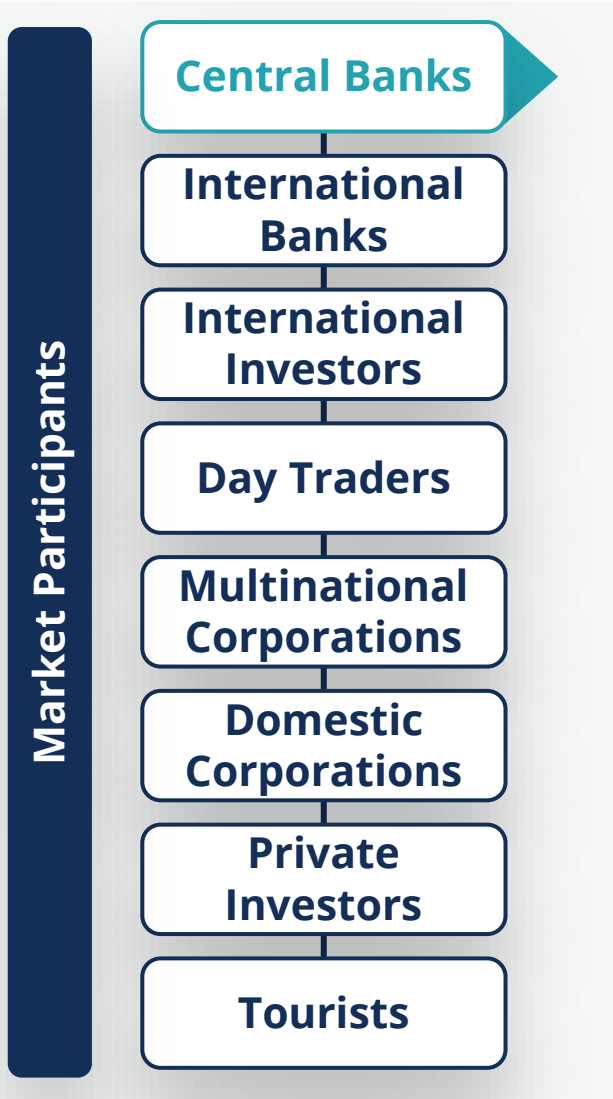 Market Participants
Central Banks
International
Banks
International
Investors
Day Traders
Multinational
Corporations
Domestic
Corporations
Private
Investors
Tourists